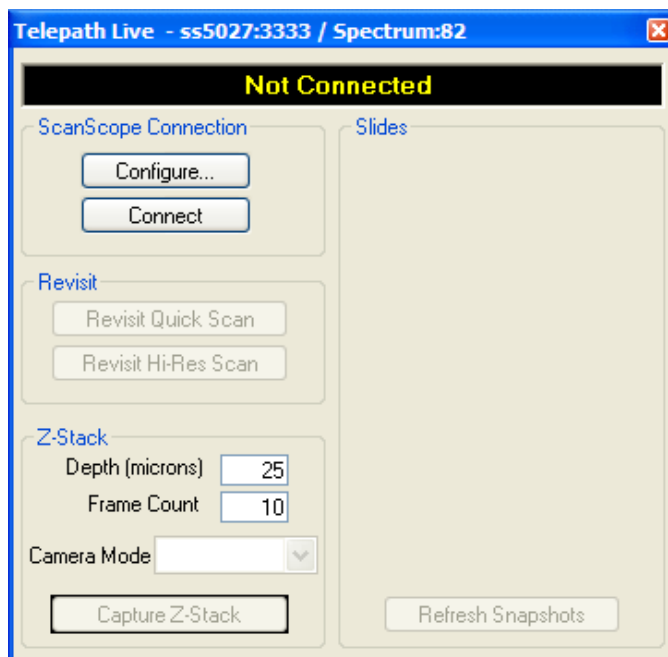 Telepath Live - ss5027:3333 / Spectrum:82
Not Connected
ScanScope Connection
Configure...
Connect
Revisit
Revisit Quick Scan
Revisit Hi-Res Scan
Z-Stack
Depth (microns) 25
Frame Count 10
Camera Mode
Capture Z-Stack
Slides
Refresh Snapshots